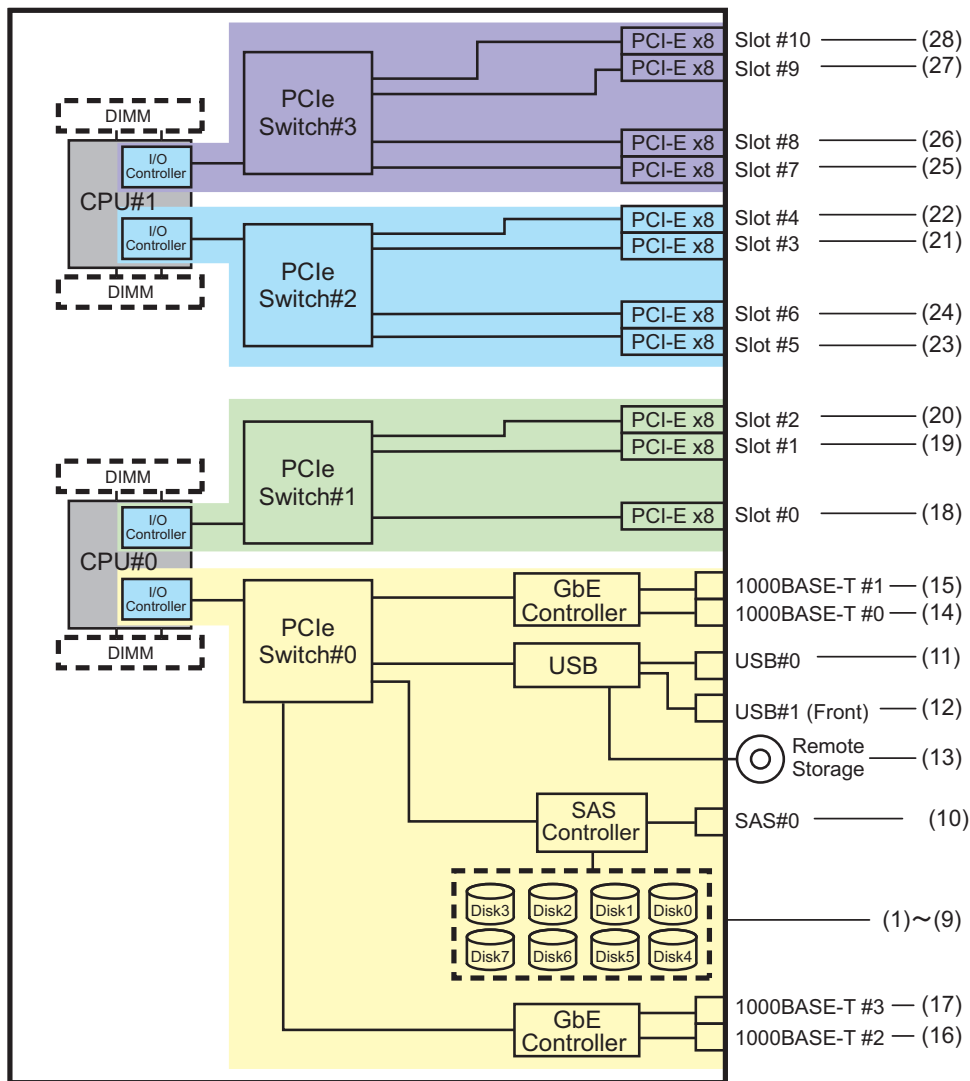 PCI-E x8 Slot #10 (28)
PCI-E x8 Slot #9 (27)
PCIe
Switch#3
DIMM
PCI-E x8 Slot #8 (26)
I/O
Controller
PCI-E x8 Slot #7 (25)
CPU#1
PCI-E x8 Slot #4 (22)
I/O
Controller
PCI-E x8 Slot #3 (21)
PCIe
Switch#2
DIMM
PCI-E x8 Slot #6 (24)
PCI-E x8 Slot #5 (23)
PCI-E x8 Slot #2 (20)
PCI-E x8 Slot #1 (19)
PCIe
Switch#1
DIMM
PCI-E x8 Slot #0 (18)
I/O
Controller
CPU#0
I/O
Controller
GbE
Controller
1000BASE-T #1 (15)
1000BASE-T #0 (14)
PCIe
Switch#0
DIMM
USB
USB#0 (11)
USB#1 (Front) (12)
Remote
Storage
(13)
SAS
Controller
SAS#0 (10)
Disk3 Disk2 Disk1 Disk0
(1)~(9)
Disk7 Disk6 Disk5 Disk4
GbE
Controller
1000BASE-T #3 (17)
1000BASE-T #2 (16)